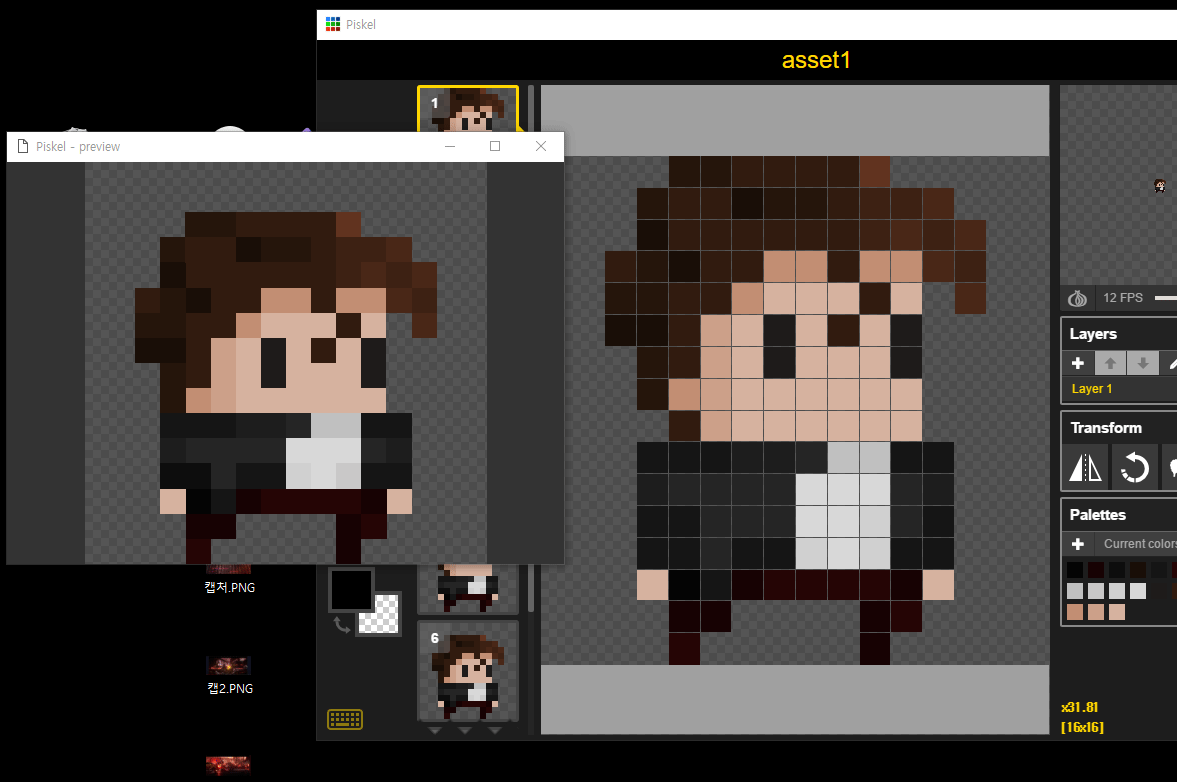 Piskel
asset1
1
Piskel - preview
12 FPS
Layers
Layer 1
Transform
Palettes
Current colors
캡처.PNG
6
캡2.PNG
x31.81
[16x16]